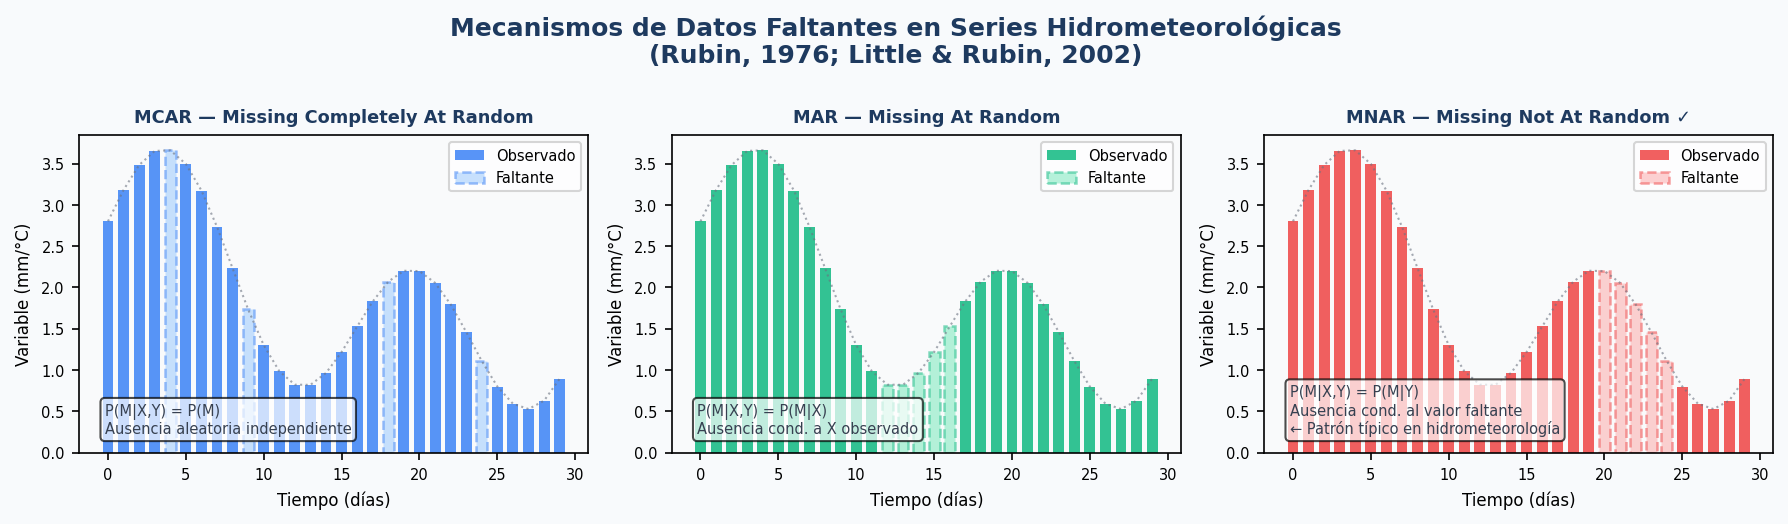 Mecanismos de Datos Faltantes en Series Hidrometeorológicas
(Rubin, 1976; Little & Rubin, 2002)
MCAR — Missing Completely At Random
Observado
Faltante
Variable (mm/°C)
3.5
3.0
2.5
2.0
1.5
1.0
0.5
0.0
P(M|X,Y) = P(M)
Ausencia aleatoria independiente
0 5 10 15 20 25 30
Tiempo (días)
MAR — Missing At Random
Observado
Faltante
Variable (mm/°C)
3.5
3.0
2.5
2.0
1.5
1.0
0.5
0.0
P(M|X,Y) = P(M|X)
Ausencia cond. a X observado
0 5 10 15 20 25 30
Tiempo (días)
MNAR — Missing Not At Random ✓
Observado
Faltante
Variable (mm/°C)
3.5
3.0
2.5
2.0
1.5
1.0
0.5
0.0
P(M|X,Y) = P(M|Y)
Ausencia cond. al valor faltante
← Patrón típico en hidrometeorología
0 5 10 15 20 25 30
Tiempo (días)